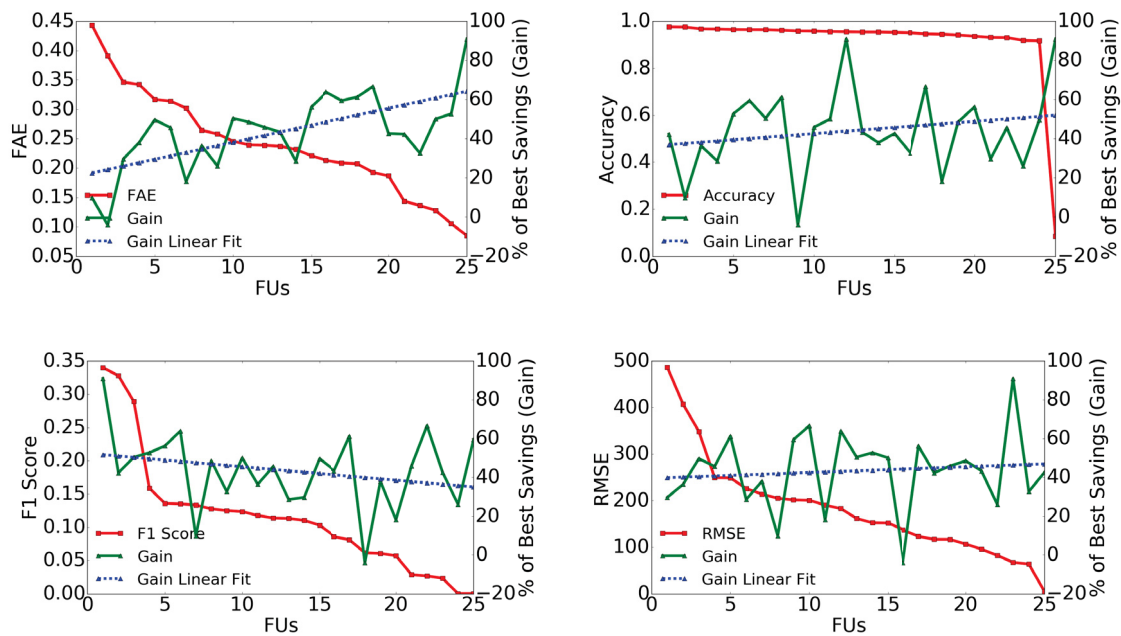 0.45
0.40
0.35
0.30
0.25
0.20
0.15
0.10
0.05
FAE
0 5 10 15 20 25
FUs
100
80
60
40
20
0
−20
% of Best Savings (Gain)
FAE
Gain
Gain Linear Fit
1.0
0.8
0.6
0.4
0.2
0.0
Accuracy
0 5 10 15 20 25
FUs
100
80
60
40
20
0
−20
% of Best Savings (Gain)
Accuracy
Gain
Gain Linear Fit
0.35
0.30
0.25
0.20
0.15
0.10
0.05
0.00
F1 Score
0 5 10 15 20 25
FUs
100
80
60
40
20
0
−20
% of Best Savings (Gain)
F1 Score
Gain
Gain Linear Fit
500
400
300
200
100
0
RMSE
0 5 10 15 20 25
FUs
100
80
60
40
20
0
−20
% of Best Savings (Gain)
RMSE
Gain
Gain Linear Fit